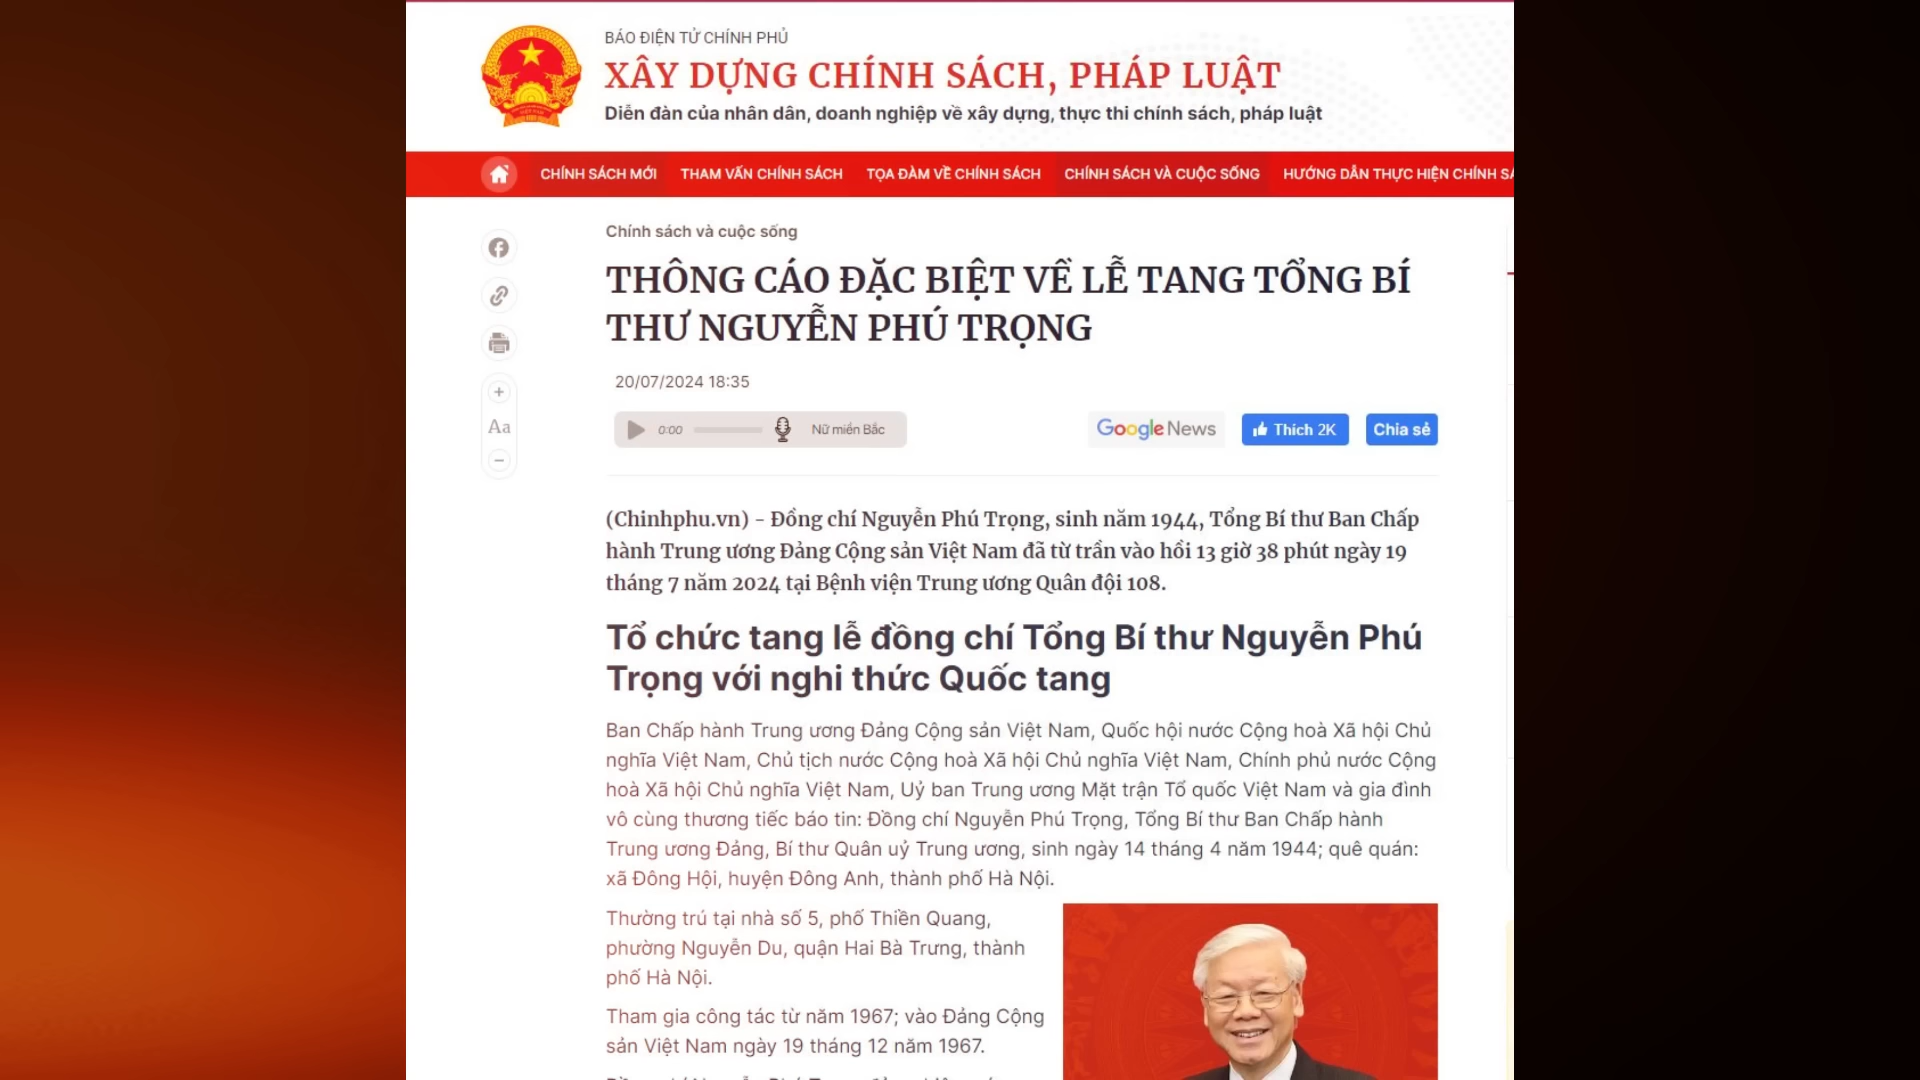 BÁO ĐIỆN TỬ CHÍNH PHỦ
XÂY DỰNG CHÍNH SÁCH, PHÁP LUẬT
Diễn đàn của nhân dân, doanh nghiệp về xây dựng, thực thi chính sách, pháp luật
CHÍNH SÁCH MỚI THAM VẤN CHÍNH SÁCH TỌA ĐÀM VỀ CHÍNH SÁCH CHÍNH SÁCH VÀ CUỘC SỐNG HƯỚNG DẪN THỰC HIỆN CHÍNH
Chính sách và cuộc sống
THÔNG CÁO ĐẶC BIỆT VỀ LỄ TANG TỔNG BÍ
THƯ NGUYỄN PHÚ TRỌNG
20/07/2024 18:35
0:00 Nữ miền Bắc
Google News Thích 2K Chia sẻ
+
Aa
−
(Chinhphu.vn) - Đồng chí Nguyễn Phú Trọng, sinh năm 1944, Tổng Bí thư Ban Chấp
hành Trung ương Đảng Cộng sản Việt Nam đã từ trần vào hồi 13 giờ 38 phút ngày 19
tháng 7 năm 2024 tại Bệnh viện Trung ương Quân đội 108.
Tổ chức tang lễ đồng chí Tổng Bí thư Nguyễn Phú
Trọng với nghi thức Quốc tang
Ban Chấp hành Trung ương Đảng Cộng sản Việt Nam, Quốc hội nước Cộng hoà Xã hội Chủ
nghĩa Việt Nam, Chủ tịch nước Cộng hoà Xã hội Chủ nghĩa Việt Nam, Chính phủ nước Cộng
hoà Xã hội Chủ nghĩa Việt Nam, Uỷ ban Trung ương Mặt trận Tổ quốc Việt Nam và gia đình
vô cùng thương tiếc báo tin: Đồng chí Nguyễn Phú Trọng, Tổng Bí thư Ban Chấp hành
Trung ương Đảng, Bí thư Quân uỷ Trung ương, sinh ngày 14 tháng 4 năm 1944; quê quán:
xã Đông Hội, huyện Đông Anh, thành phố Hà Nội.
Thường trú tại nhà số 5, phố Thiền Quang,
phường Nguyễn Du, quận Hai Bà Trưng, thành
phố Hà Nội.
Tham gia công tác từ năm 1967; vào Đảng Cộng
sản Việt Nam ngày 19 tháng 12 năm 1967.